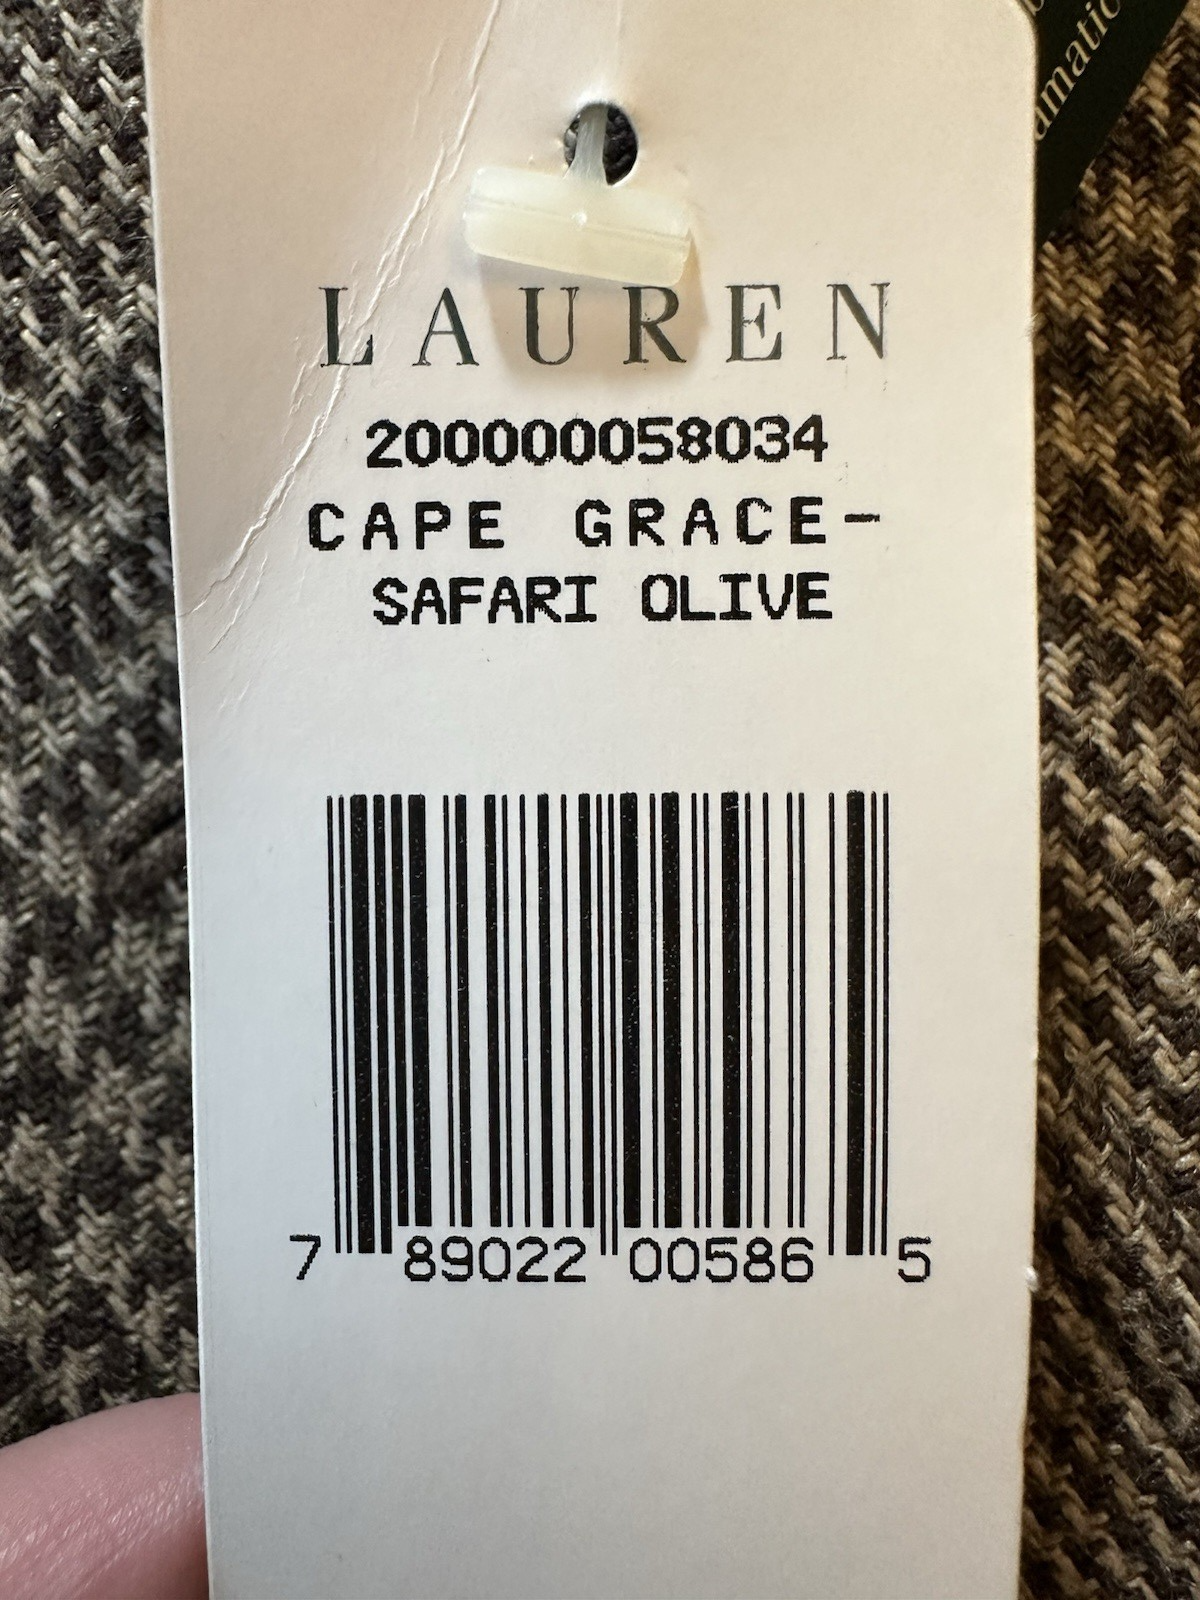 LAUREN
200000058034
CAPE GRACE-
SAFARI OLIVE
7 89022 00586 5